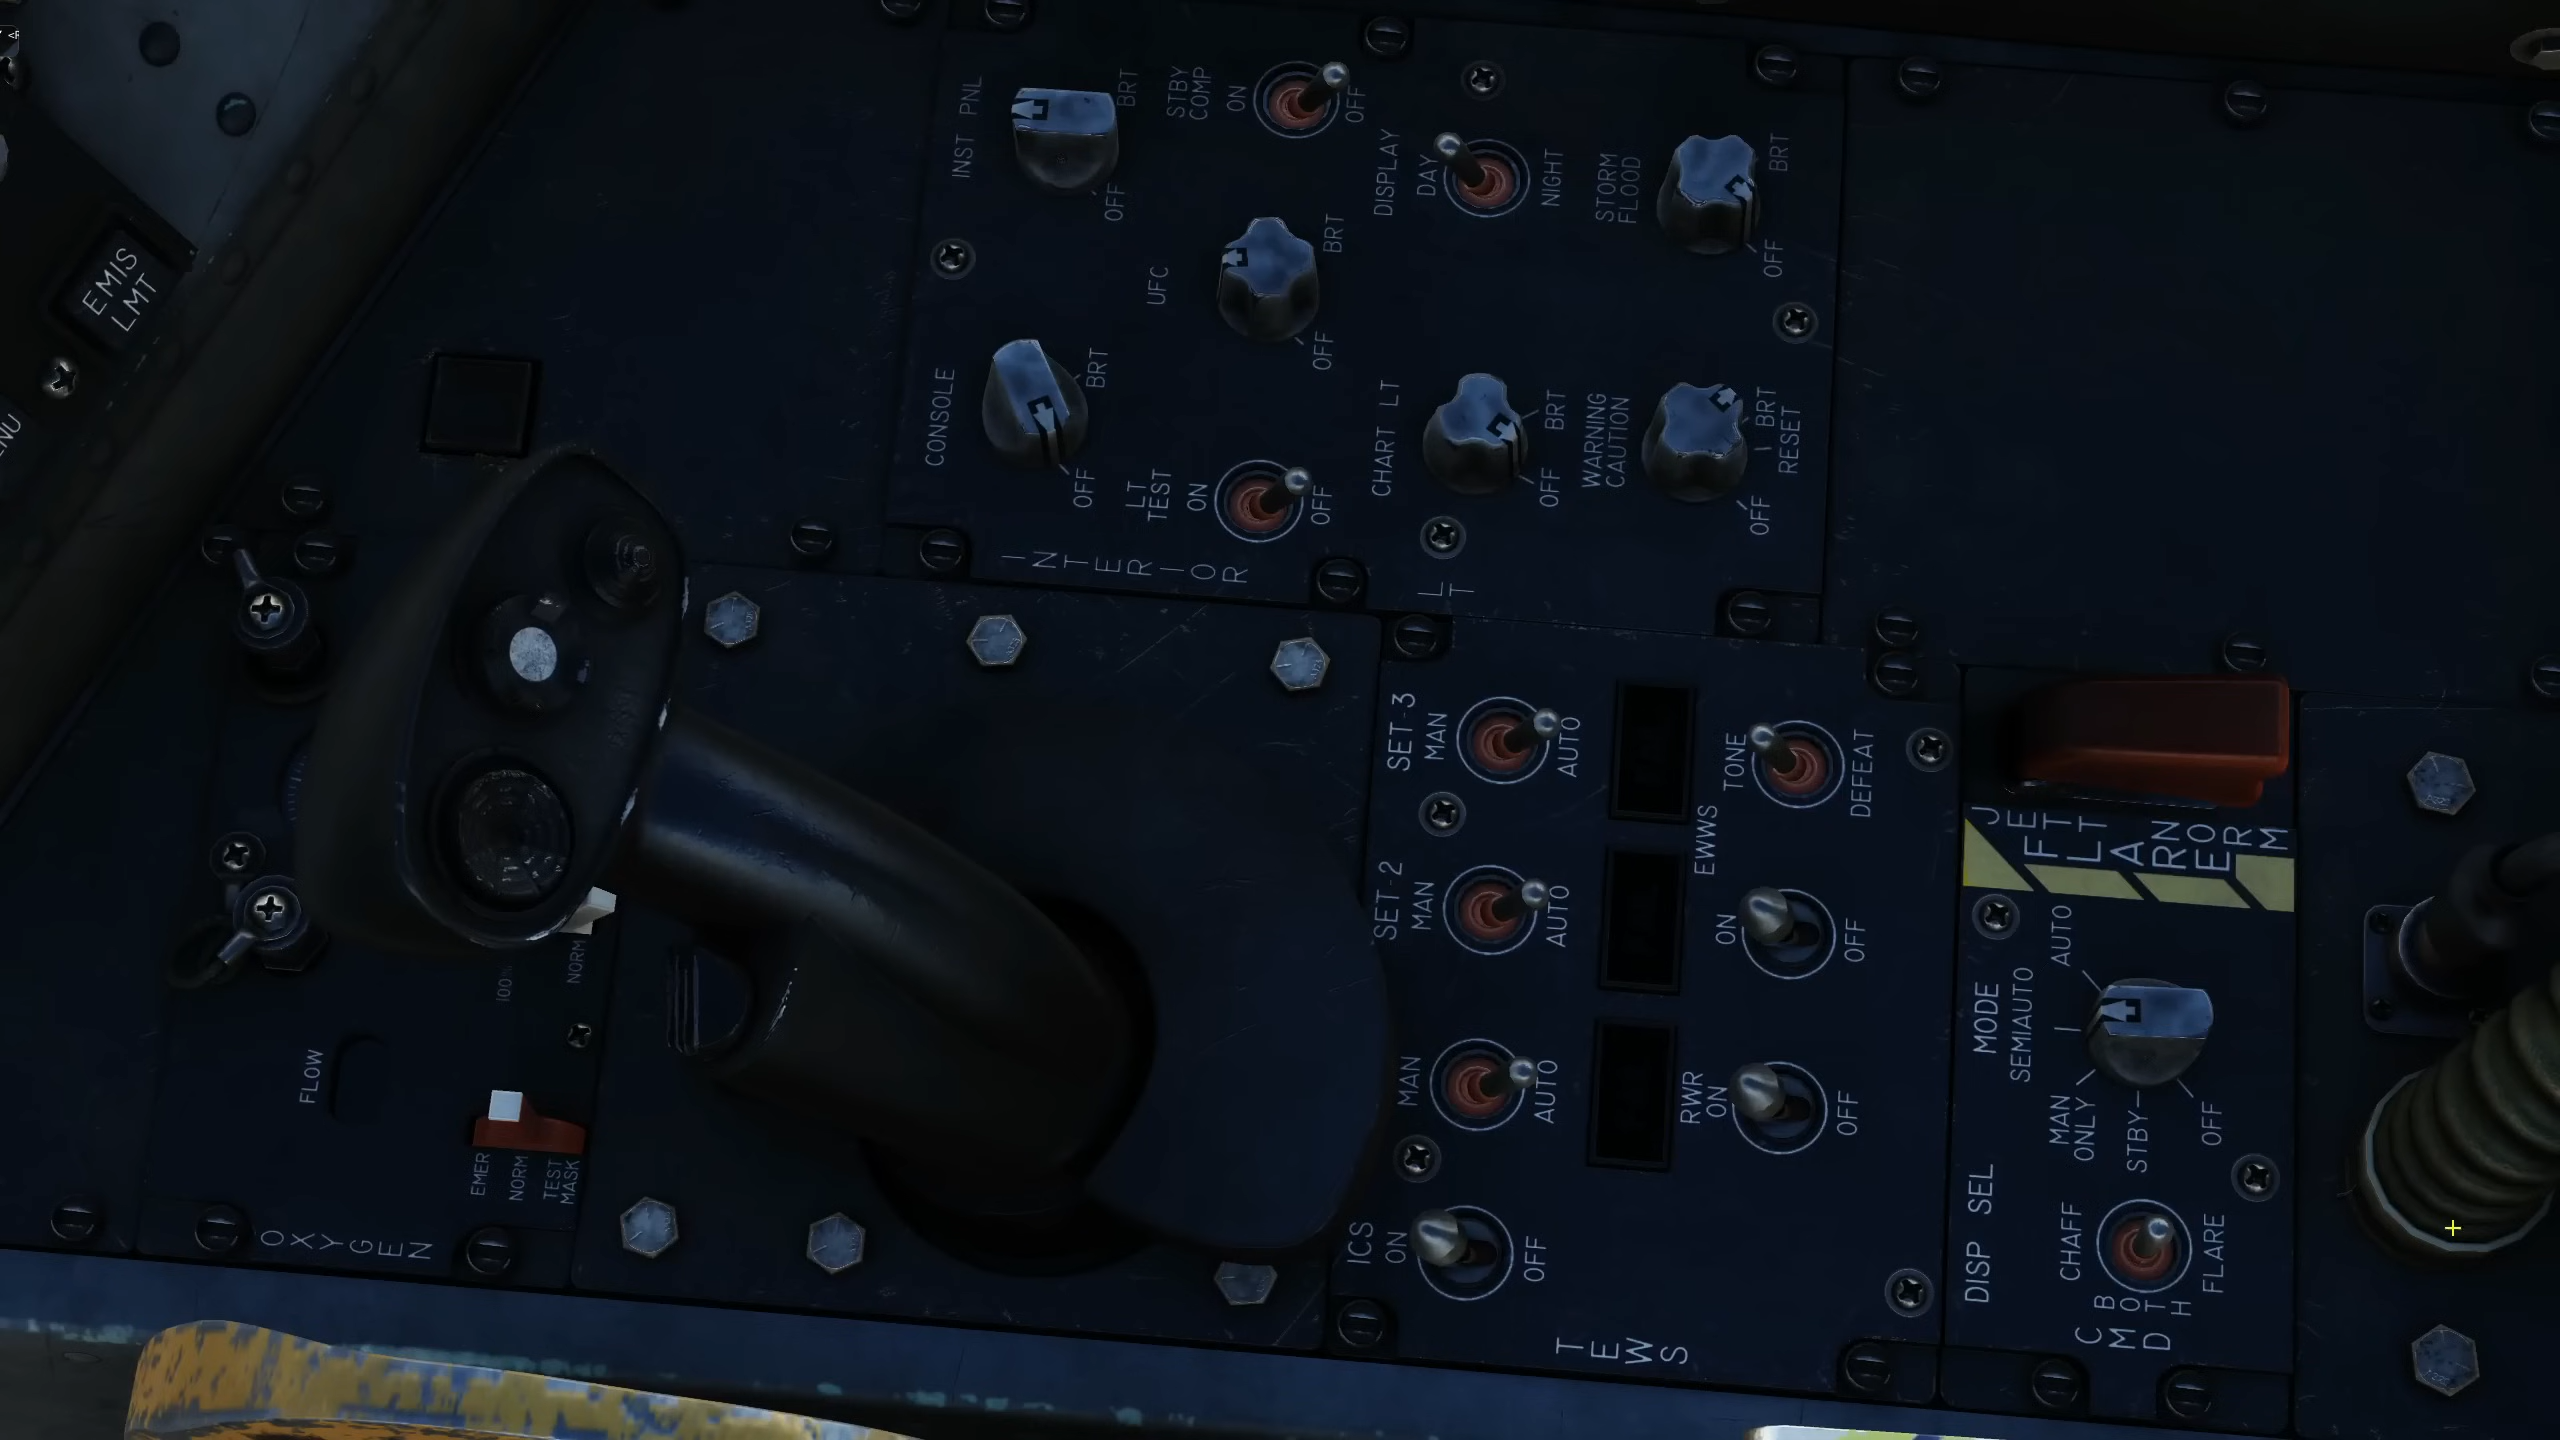 EMIS
LMT
INST PNL
BRT
OFF
STBY
COMP
ON
OFF
DISPLAY
DAY
NIGHT
STORM
FLOOD
BRT
OFF
UFC
BRT
OFF
CONSOLE
BRT
OFF
LT
TEST
ON
OFF
CHART LT
BRT
OFF
WARNING
CAUTION
BRT
RESET
OFF
INTERIOR
LT
SET-3
MAN
AUTO
TONE
DEFEAT
EWWS
SET-2
MAN
AUTO
ON
OFF
MAN
AUTO
RWR
ON
OFF
ICS
ON
OFF
TEWS
JETTR
FLARE
NORM
MODE
AUTO
SEMIAUTO
MAN
ONLY
STBY
OFF
DISP SEL
CHAFF
BOTH
FLARE
CMD
100%
NORM
FLOW
EMER
NORM
TEST
MASK
OXYGEN